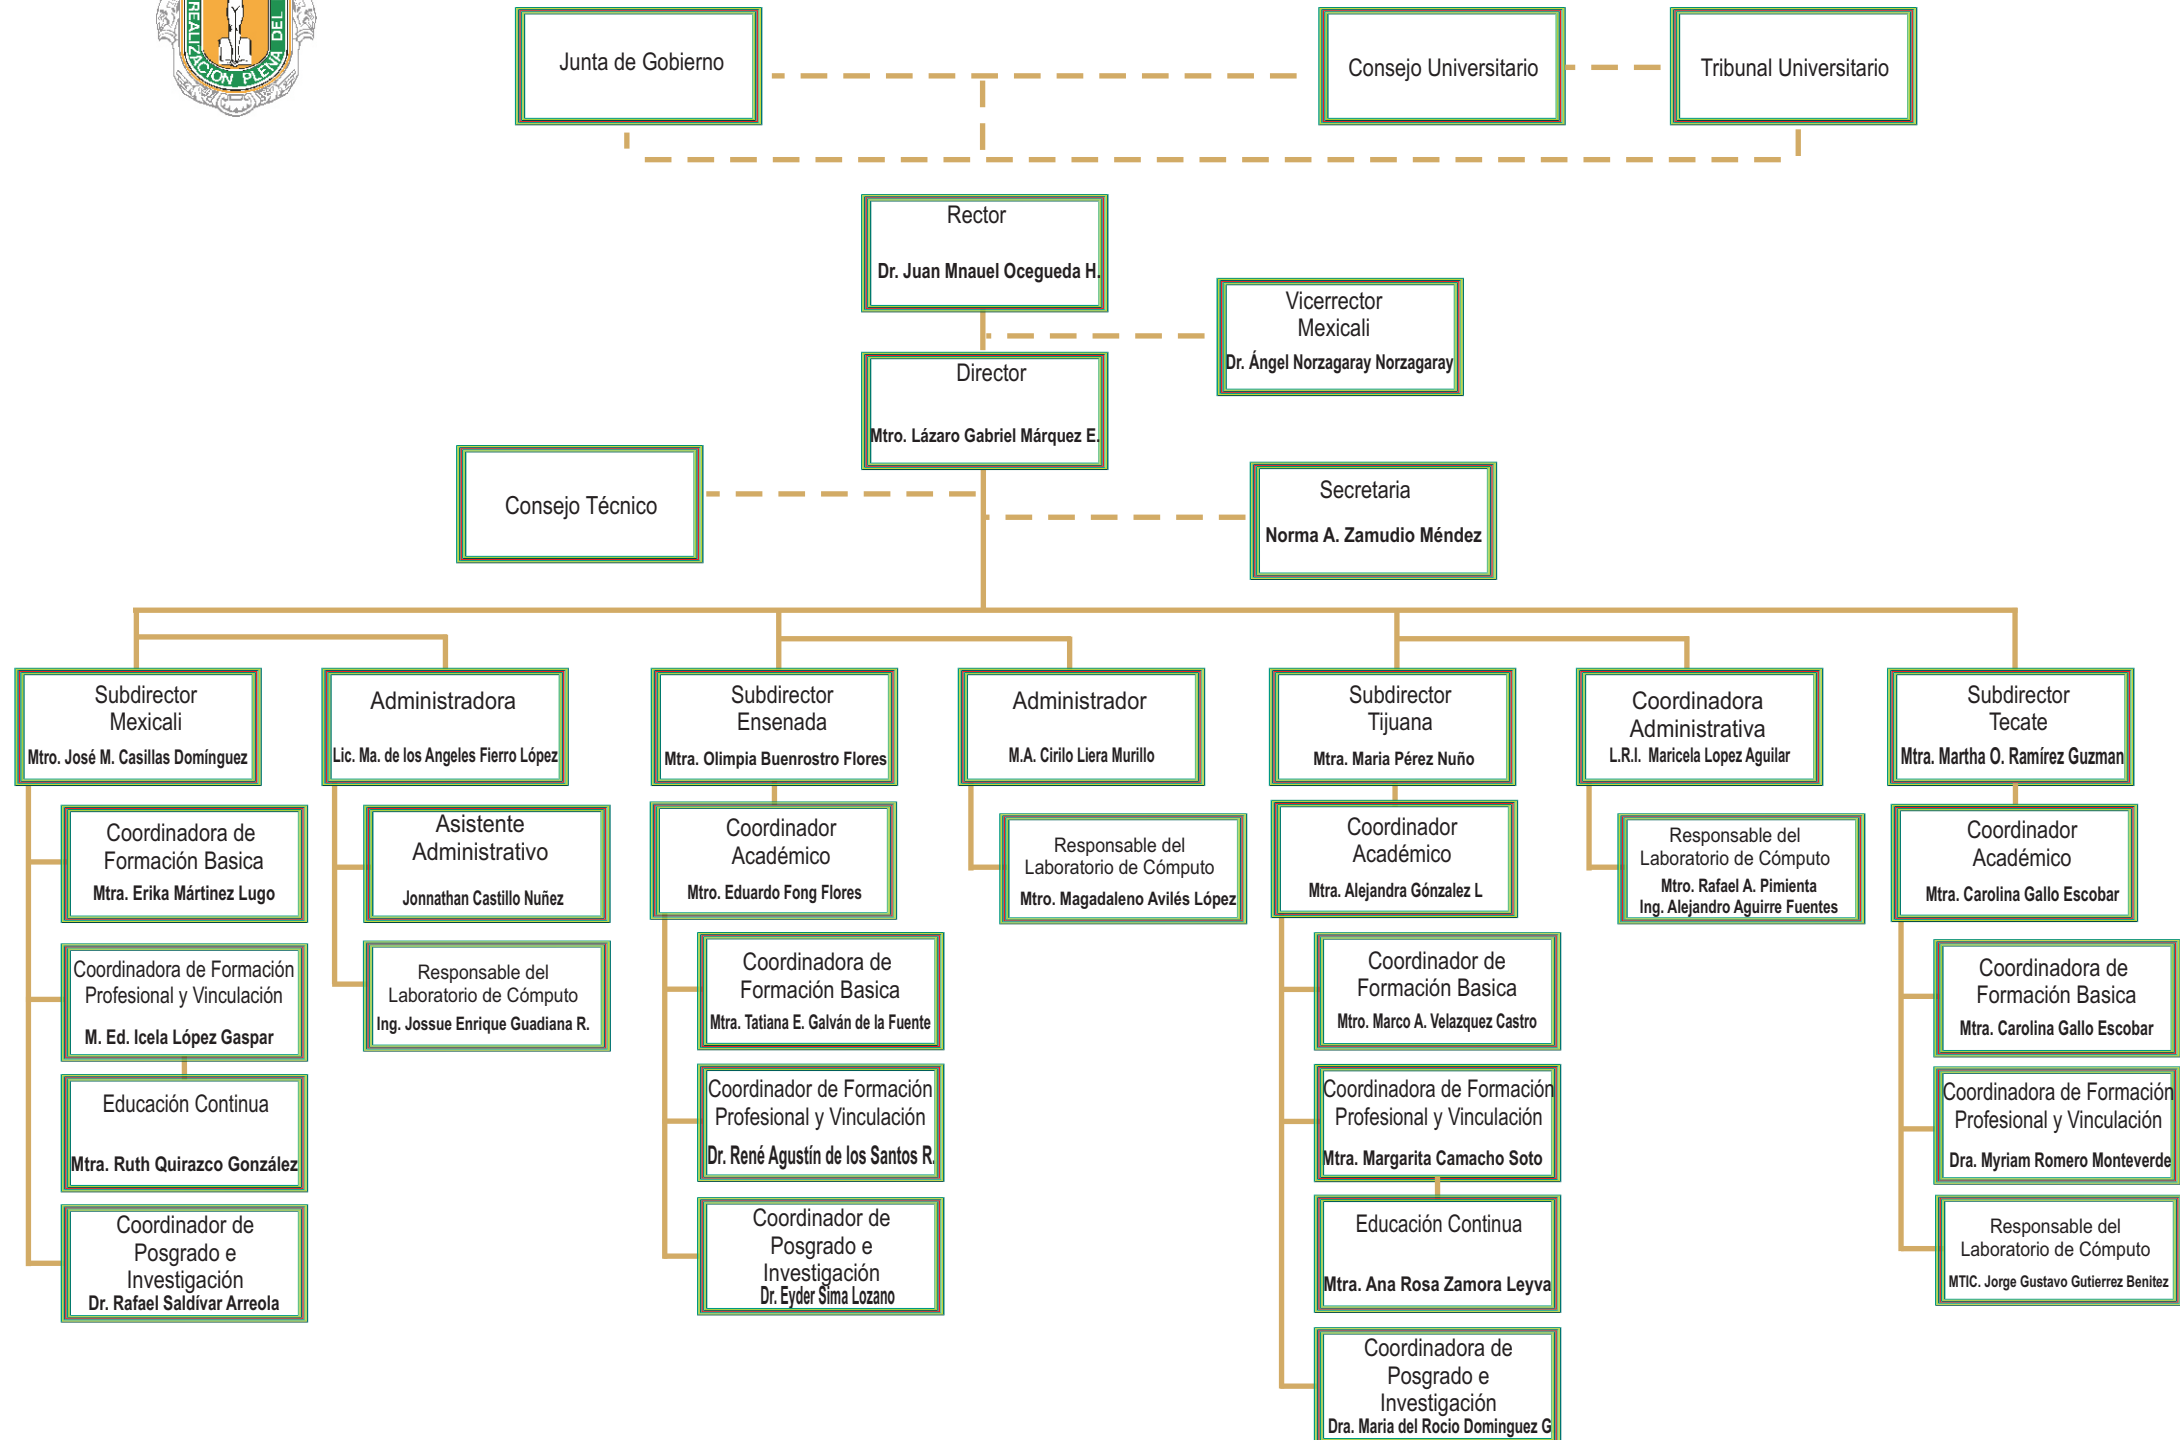 REALIZACION PLENA DEL
Junta de Gobierno
Consejo Universitario
Tribunal Universitario
Rector
Dr. Juan Mnauel Ocegueda H.
Vicerrector
Mexicali
Dr. Ángel Norzagaray Norzagaray
Director
Mtro. Lázaro Gabriel Márquez E.
Consejo Técnico
Secretaria
Norma A. Zamudio Méndez
Subdirector
Mexicali
Mtro. José M. Casillas Domínguez
Administradora
Lic. Ma. de los Angeles Fierro López
Subdirector
Ensenada
Mtra. Olimpia Buenrostro Flores
Administrador
M.A. Cirilo Liera Murillo
Subdirector
Tijuana
Mtra. Maria Pérez Nuño
Coordinadora
Administrativa
L.R.I. Maricela Lopez Aguilar
Subdirector
Tecate
Mtra. Martha O. Ramírez Guzman
Coordinadora de
Formación Basica
Mtra. Erika Mártinez Lugo
Asistente
Administrativo
Jonnathan Castillo Nuñez
Coordinador
Académico
Mtro. Eduardo Fong Flores
Responsable del
Laboratorio de Cómputo
Mtro. Magadaleno Avilés López
Coordinador
Académico
Mtra. Alejandra Gónzalez L
Responsable del
Laboratorio de Cómputo
Mtro. Rafael A. Pimienta
Ing. Alejandro Aguirre Fuentes
Coordinador
Académico
Mtra. Carolina Gallo Escobar
Coordinadora de Formación
Profesional y Vinculación
M. Ed. Icela López Gaspar
Responsable del
Laboratorio de Cómputo
Ing. Jossue Enrique Guadiana R.
Coordinadora de
Formación Basica
Mtra. Tatiana E. Galván de la Fuente
Coordinador de
Formación Basica
Mtro. Marco A. Velazquez Castro
Coordinadora de
Formación Basica
Mtra. Carolina Gallo Escobar
Educación Continua
Mtra. Ruth Quirazco González
Coordinador de Formación
Profesional y Vinculación
Dr. René Agustín de los Santos R.
Coordinadora de Formación
Profesional y Vinculación
Mtra. Margarita Camacho Soto
Coordinadora de Formación
Profesional y Vinculación
Dra. Myriam Romero Monteverde
Coordinador de
Posgrado e
Investigación
Dr. Rafael Saldívar Arreola
Coordinador de
Posgrado e
Investigación
Dr. Eyder Sima Lozano
Educación Continua
Mtra. Ana Rosa Zamora Leyva
Responsable del
Laboratorio de Cómputo
MTIC. Jorge Gustavo Gutierrez Benitez
Coordinadora de
Posgrado e
Investigación
Dra. Maria del Rocio Dominguez G